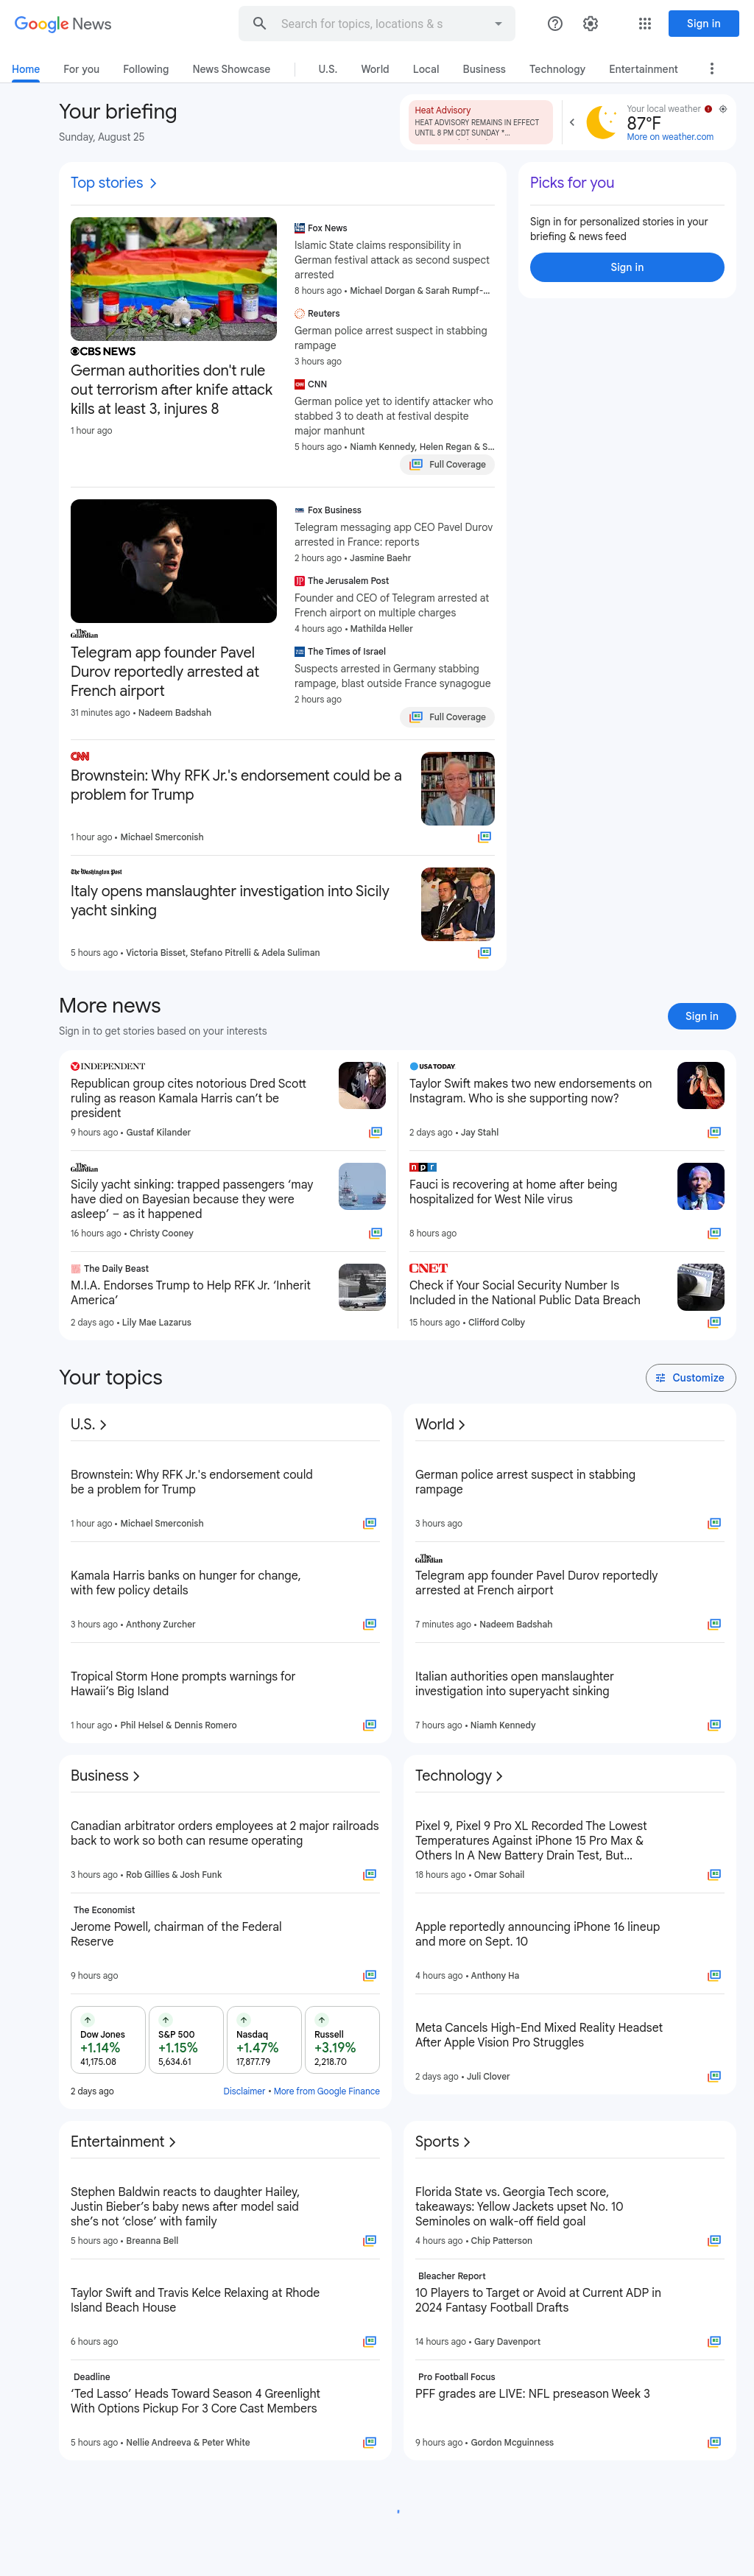 Google News
Search for topics, locations & s
Sign in
Home
For you
Following
News Showcase
U.S.
World
Local
Business
Technology
Entertainment
Your briefing
Sunday, August 25
Heat Advisory
HEAT ADVISORY REMAINS IN EFFECT
UNTIL 8 PM CDT SUNDAY *...
Your local weather
87°F
More on weather.com
Top stories
CBS NEWS
German authorities don't rule
out terrorism after knife attack
kills at least 3, injures 8
1 hour ago
Fox News
Islamic State claims responsibility in
German festival attack as second suspect
arrested
8 hours ago • Michael Dorgan & Sarah Rumpf-...
Reuters
German police arrest suspect in stabbing
rampage
3 hours ago
CNN
German police yet to identify attacker who
stabbed 3 to death at festival despite
major manhunt
5 hours ago • Niamh Kennedy, Helen Regan & S...
Full Coverage
Picks for you
Sign in for personalized stories in your
briefing & news feed
Sign in
The Guardian
Telegram app founder Pavel
Durov reportedly arrested at
French airport
31 minutes ago • Nadeem Badshah
Fox Business
Telegram messaging app CEO Pavel Durov
arrested in France: reports
2 hours ago • Jasmine Baehr
The Jerusalem Post
Founder and CEO of Telegram arrested at
French airport on multiple charges
4 hours ago • Mathilda Heller
The Times of Israel
Suspects arrested in Germany stabbing
rampage, blast outside France synagogue
2 hours ago
Full Coverage
CNN
Brownstein: Why RFK Jr.'s endorsement could be a
problem for Trump
1 hour ago • Michael Smerconish
The Washington Post
Italy opens manslaughter investigation into Sicily
yacht sinking
5 hours ago • Victoria Bisset, Stefano Pitrelli & Adela Suliman
More news
Sign in to get stories based on your interests
Sign in
INDEPENDENT
Republican group cites notorious Dred Scott
ruling as reason Kamala Harris can’t be
president
9 hours ago • Gustaf Kilander
USA TODAY
Taylor Swift makes two new endorsements on
Instagram. Who is she supporting now?
2 days ago • Jay Stahl
The Guardian
Sicily yacht sinking: trapped passengers ‘may
have died on Bayesian because they were
asleep’ – as it happened
16 hours ago • Christy Cooney
npr
Fauci is recovering at home after being
hospitalized for West Nile virus
8 hours ago
The Daily Beast
M.I.A. Endorses Trump to Help RFK Jr. ‘Inherit
America’
2 days ago • Lily Mae Lazarus
CNET
Check if Your Social Security Number Is
Included in the National Public Data Breach
15 hours ago • Clifford Colby
Your topics
Customize
U.S.
Brownstein: Why RFK Jr.'s endorsement could
be a problem for Trump
1 hour ago • Michael Smerconish
Kamala Harris banks on hunger for change,
with few policy details
3 hours ago • Anthony Zurcher
Tropical Storm Hone prompts warnings for
Hawaii’s Big Island
1 hour ago • Phil Helsel & Dennis Romero
World
German police arrest suspect in stabbing
rampage
3 hours ago
The Guardian
Telegram app founder Pavel Durov reportedly
arrested at French airport
7 minutes ago • Nadeem Badshah
Italian authorities open manslaughter
investigation into superyacht sinking
7 hours ago • Niamh Kennedy
Business
Canadian arbitrator orders employees at 2 major railroads
back to work so both can resume operating
3 hours ago • Rob Gillies & Josh Funk
The Economist
Jerome Powell, chairman of the Federal
Reserve
9 hours ago
Dow Jones
+1.14%
41,175.08
S&P 500
+1.15%
5,634.61
Nasdaq
+1.47%
17,877.79
Russell
+3.19%
2,218.70
2 days ago
Disclaimer • More from Google Finance
Technology
Pixel 9, Pixel 9 Pro XL Recorded The Lowest
Temperatures Against iPhone 15 Pro Max &
Others In A New Battery Drain Test, But...
18 hours ago • Omar Sohail
Apple reportedly announcing iPhone 16 lineup
and more on Sept. 10
4 hours ago • Anthony Ha
Meta Cancels High-End Mixed Reality Headset
After Apple Vision Pro Struggles
2 days ago • Juli Clover
Entertainment
Stephen Baldwin reacts to daughter Hailey,
Justin Bieber’s baby news after model said
she’s not ‘close’ with family
5 hours ago • Breanna Bell
Taylor Swift and Travis Kelce Relaxing at Rhode
Island Beach House
6 hours ago
Deadline
‘Ted Lasso’ Heads Toward Season 4 Greenlight
With Options Pickup For 3 Core Cast Members
5 hours ago • Nellie Andreeva & Peter White
Sports
Florida State vs. Georgia Tech score,
takeaways: Yellow Jackets upset No. 10
Seminoles on walk-off field goal
4 hours ago • Chip Patterson
Bleacher Report
10 Players to Target or Avoid at Current ADP in
2024 Fantasy Football Drafts
14 hours ago • Gary Davenport
Pro Football Focus
PFF grades are LIVE: NFL preseason Week 3
9 hours ago • Gordon Mcguinness